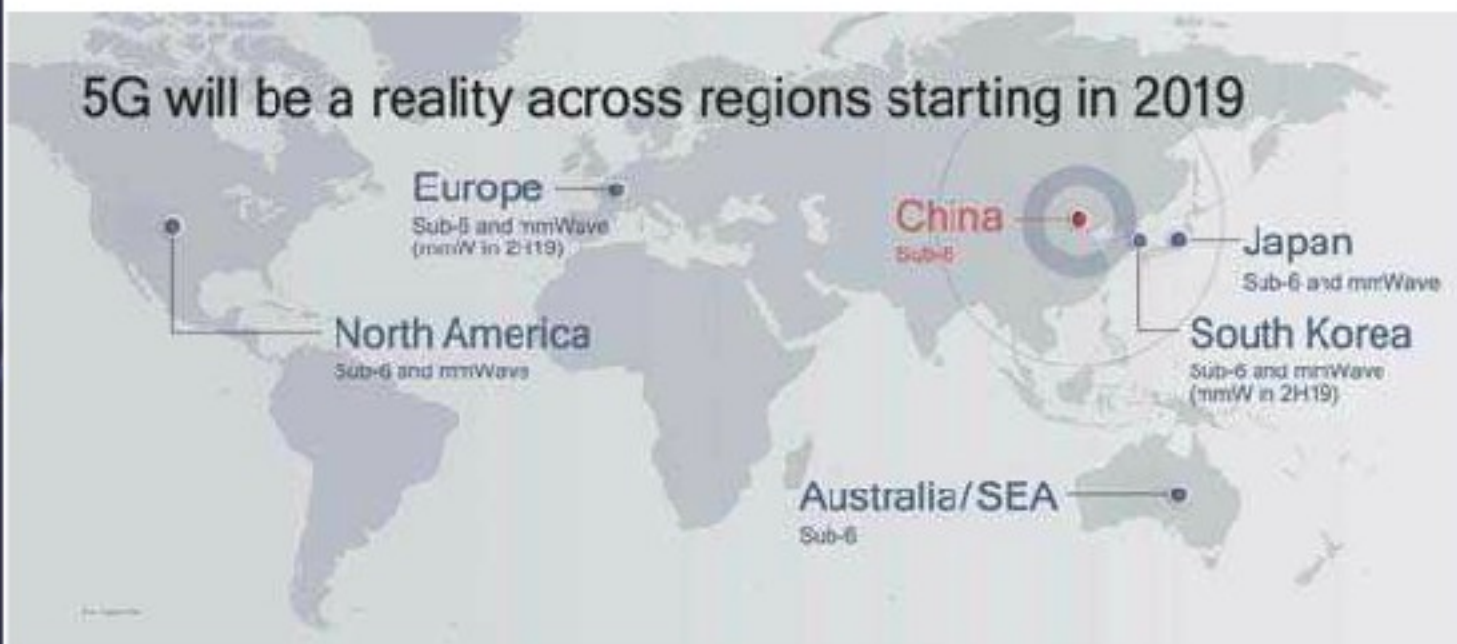 5G will be a reality across regions starting in 2019
Europe
Sub-6 and mmWave
(mmW in 2H19)
China
Sub-6
Japan
Sub-6 and mmWave
North America
Sub-6 and mmWave
South Korea
Sub-6 and mmWave
(mmW in 2H19)
Australia/SEA
Sub-6